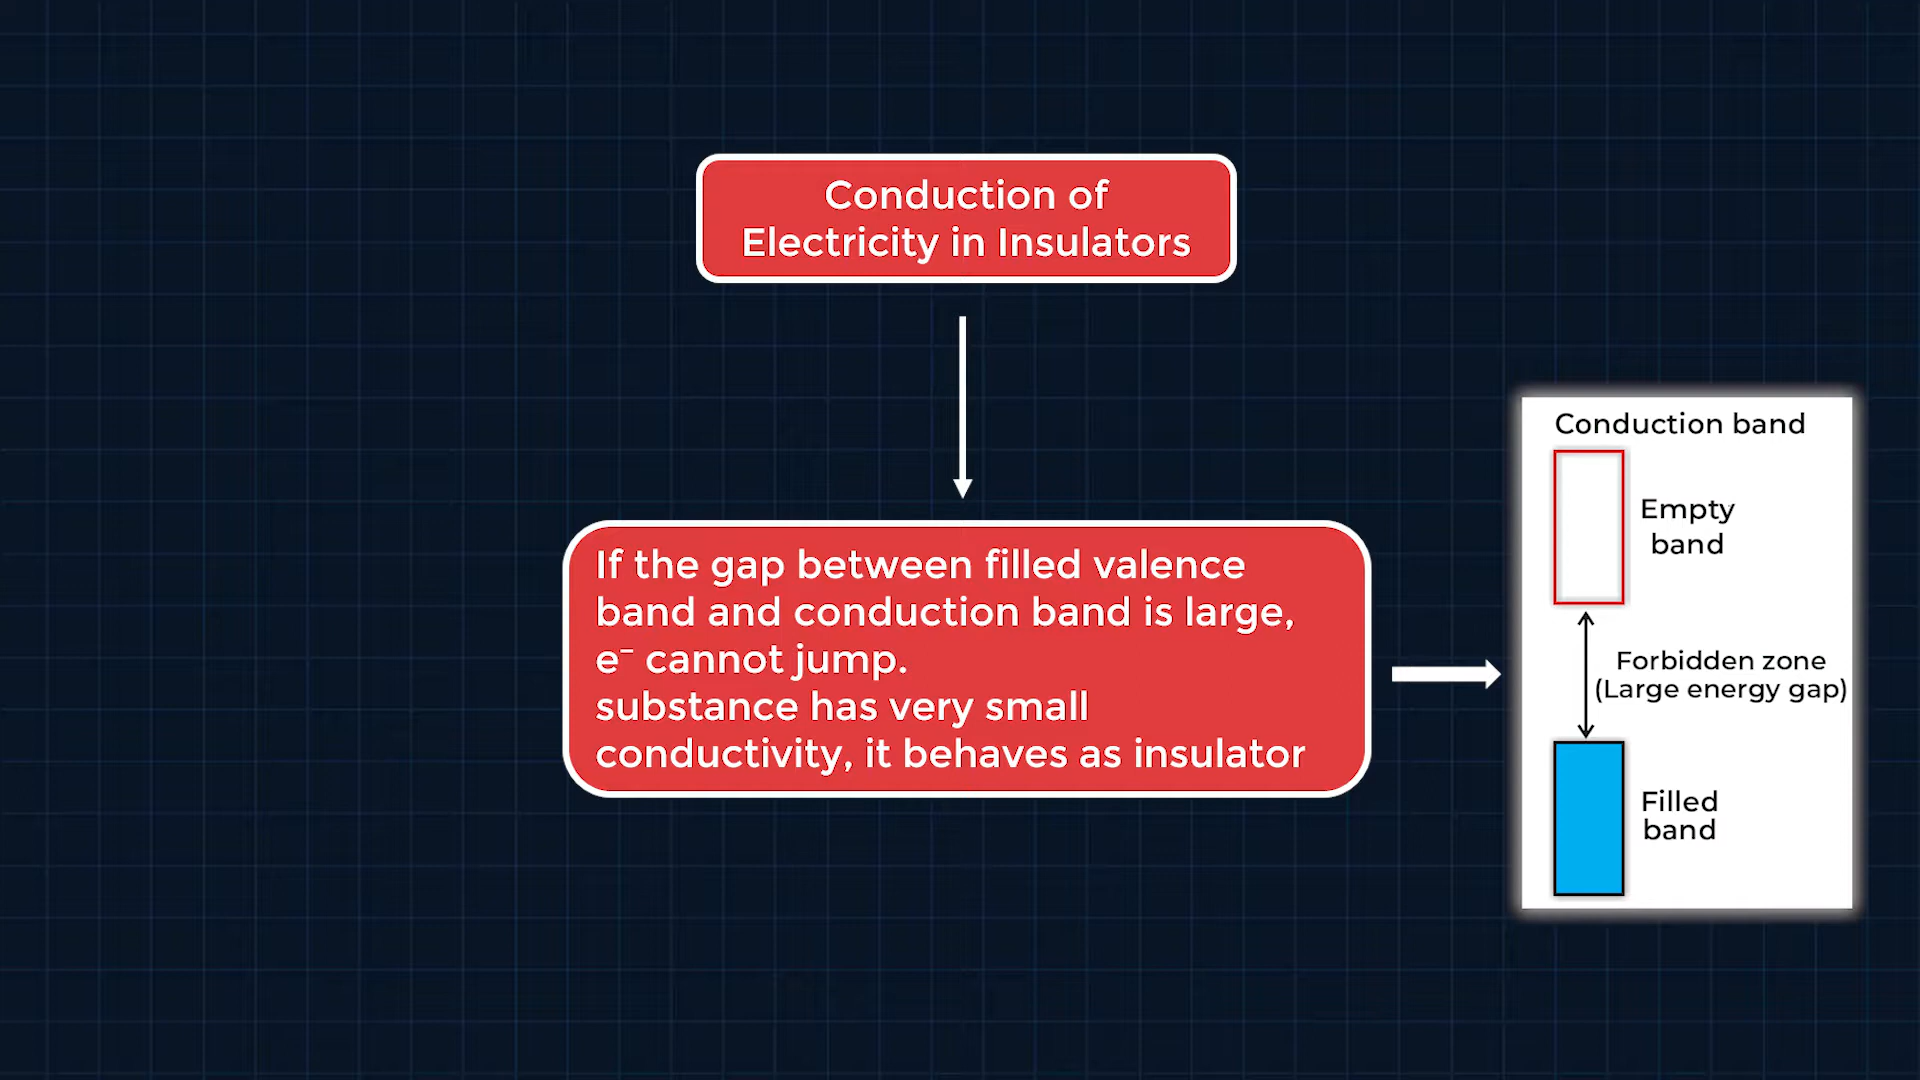 Conduction of
Electricity in Insulators
If the gap between filled valence
band and conduction band is large,
e⁻ cannot jump.
substance has very small
conductivity, it behaves as insulator
Conduction band
Empty
band
Forbidden zone
(Large energy gap)
Filled
band